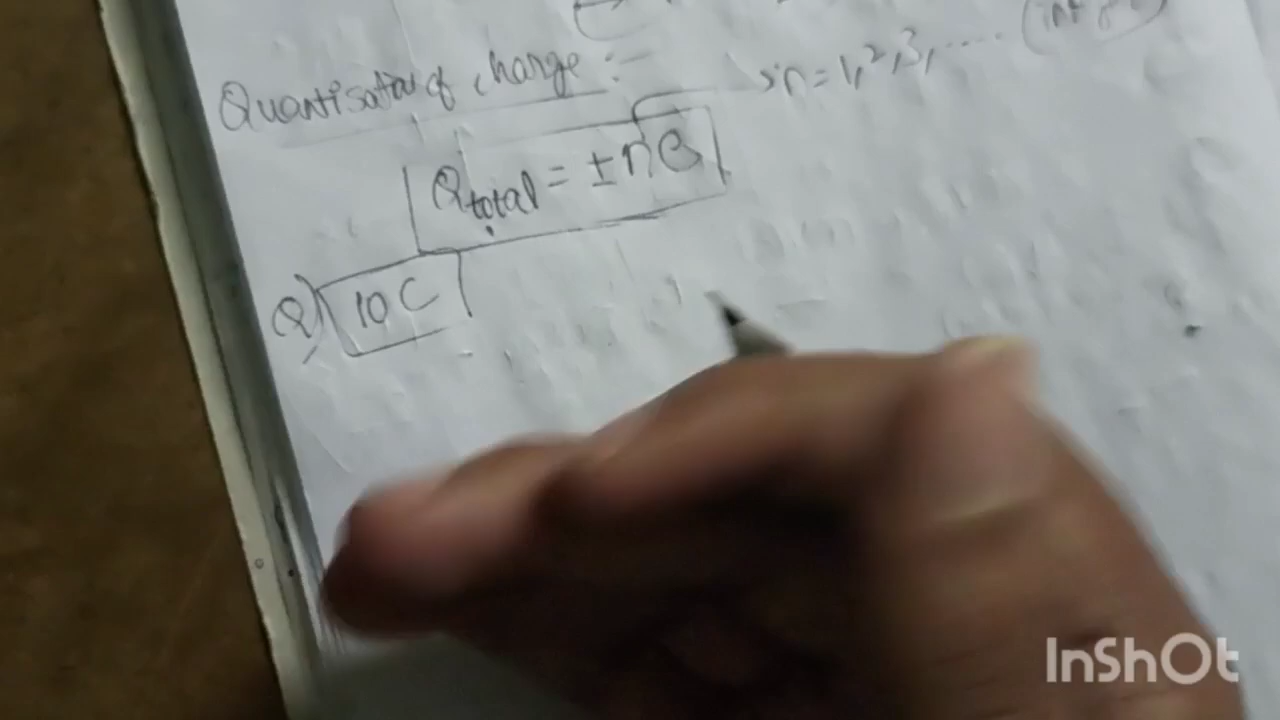 Quantisation of charge :-
; n = 1, 2, 3, ....
Qtotal = ± ne
Q) 10 C
InShOt